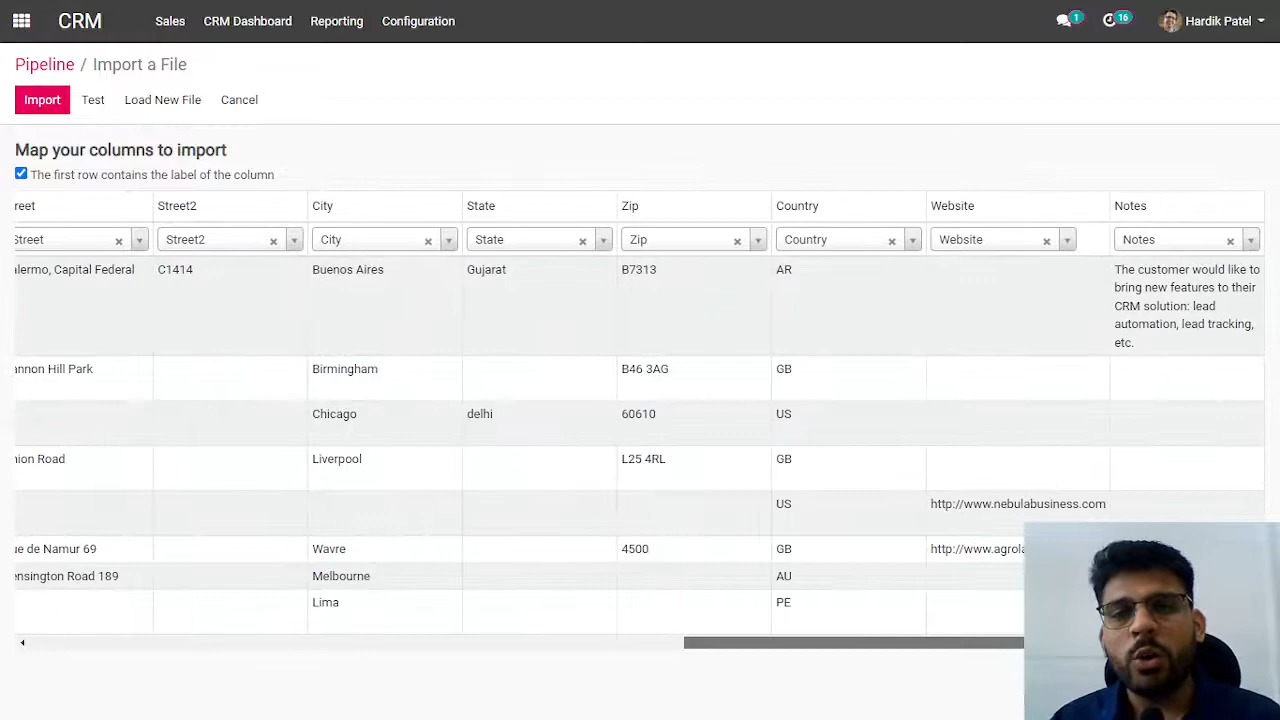 CRM Sales CRM Dashboard Reporting Configuration 1 16 Hardik Patel
Pipeline / Import a File
Import Test Load New File Cancel
Map your columns to import
The first row contains the label of the column
reet Street2 City State Zip Country Website Notes
Street Street2 City State Zip Country Website Notes
alermo, Capital Federal C1414 Buenos Aires Gujarat B7313 AR The customer would like to
bring new features to their
CRM solution: lead
automation, lead tracking,
etc.
annon Hill Park Birmingham B46 3AG GB
Chicago delhi 60610 US
nion Road Liverpool L25 4RL GB
US http://www.nebulabusiness.com
ue de Namur 69 Wavre 4500 GB http://www.agrola
ensington Road 189 Melbourne AU
Lima PE